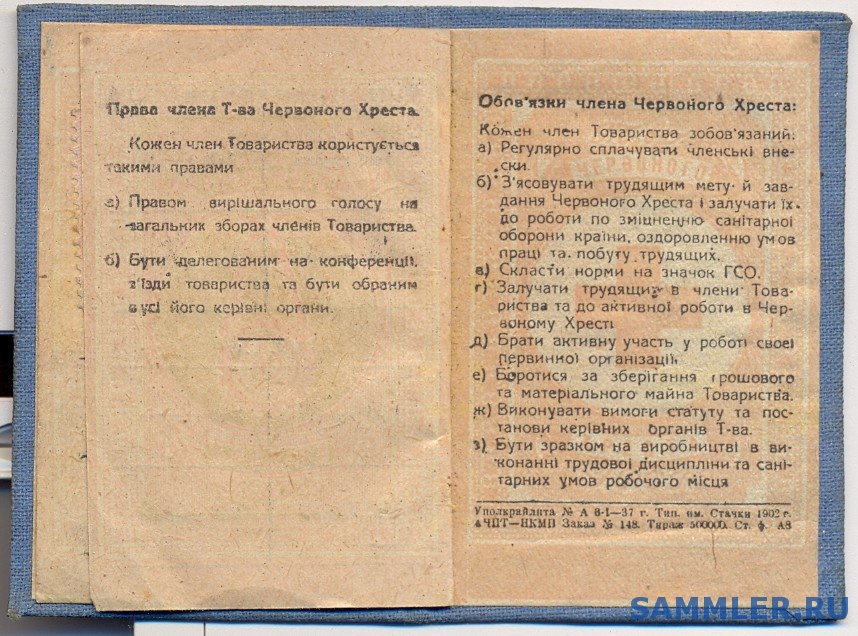 Права члена Т-ва Червоного Хреста.
Кожен член Товариства користується
такими правами
а) Правом вирішального голосу на
загальних зборах членів Товариства.
б) Бути делегованим на конференції,
з'їзди товариства та бути обраним
в усі його керівні органи.
Обов'язки члена Червоного Хреста:
Кожен член Товариства зобов'язаний:
а) Регулярно сплачувати членські вне-
ски.
б) З'ясовувати трудящим мету й зав-
дання Червоного Хреста і залучати їх
до роботи по зміцненню санітарної
оборони країни, оздоровленню умов
праці та побуту трудящих.
в) Скласти норми на значок ГСО.
г) Залучати трудящих в члени Това-
риства та до активної роботи в Чер-
воному Хресті
д) Брати активну участь у роботі своєї
первинної організації.
е) Боротися за зберігання грошового
та матеріального майна Товариства.
ж) Виконувати вимоги статуту та пос-
танови керівних органів Т-ва.
з) Бути зразком на виробництві в ви-
конанні трудової дисципліни та сані-
тарних умов робочого місця
Уполкрайлита № А 8-1—37 г. Тип. им. Стачки 1902 г.
АЧПТ—НКМП Заказ № 148. Тираж 500000. Ст. ф. А8
SAMMLER.RU